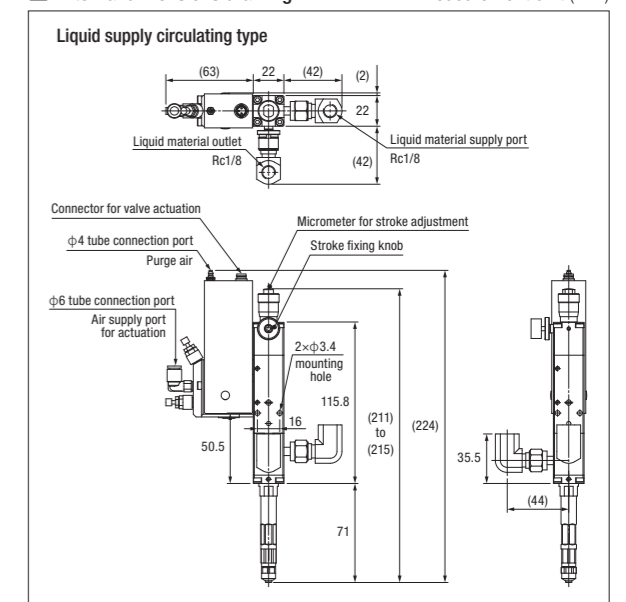 Liquid supply circulating type
(63)
22
(42)
(2)
22
(42)
Liquid material outlet
Rc1/8
Liquid material supply port
Rc1/8
Connector for valve actuation
Micrometer for stroke adjustment
φ4 tube connection port
Purge air
Stroke fixing knob
φ6 tube connection port
Air supply port
for actuation
2×φ3.4
mounting
hole
115.8
16
(211)
to
(215)
(224)
50.5
35.5
(44)
71